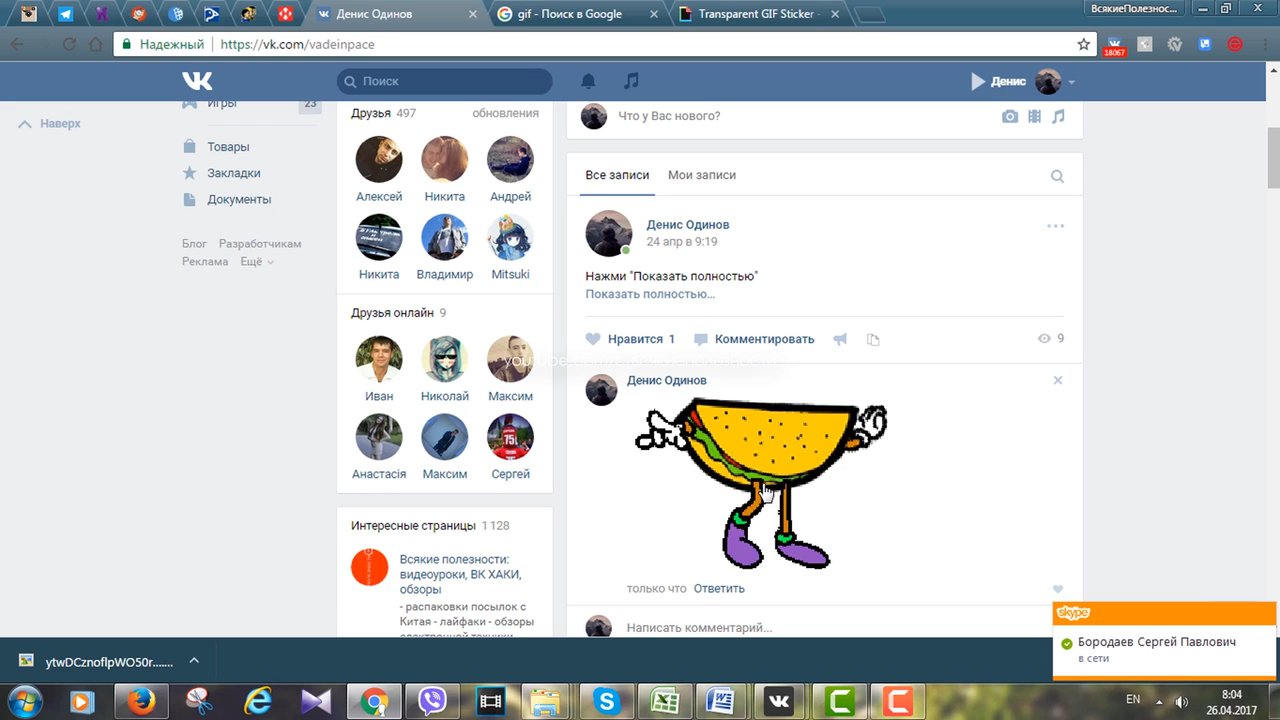 Денис Одинов
gif - Поиск в Google
Transparent GIF Sticker -
ВсякиеПолезнос...
Надежный
https://vk.com/vadeinpace
18067
Поиск
Денис
Наверх
Игры 23
Товары
Закладки
Документы
Блог Разработчикам
Реклама Ещё
Друзья 497 обновления
Алексей Никита Андрей
Никита Владимир Mitsuki
Друзья онлайн 9
Иван Николай Максим
Анастасія Максим Сергей
Интересные страницы 1 128
Всякие полезности:
видеоуроки, ВК ХАКИ,
обзоры
- распаковки посылок с
Китая - лайфаки - обзоры
Что у Вас нового?
Все записи Мои записи
Денис Одинов
24 апр в 9:19
Нажми "Показать полностью"
Показать полностью...
Нравится 1 Комментировать 9
Денис Одинов
только что Ответить
Написать комментарий...
skype
Бородаев Сергей Павлович
в сети
ytwDCznoflpWO50r.......
EN
8:04
26.04.2017